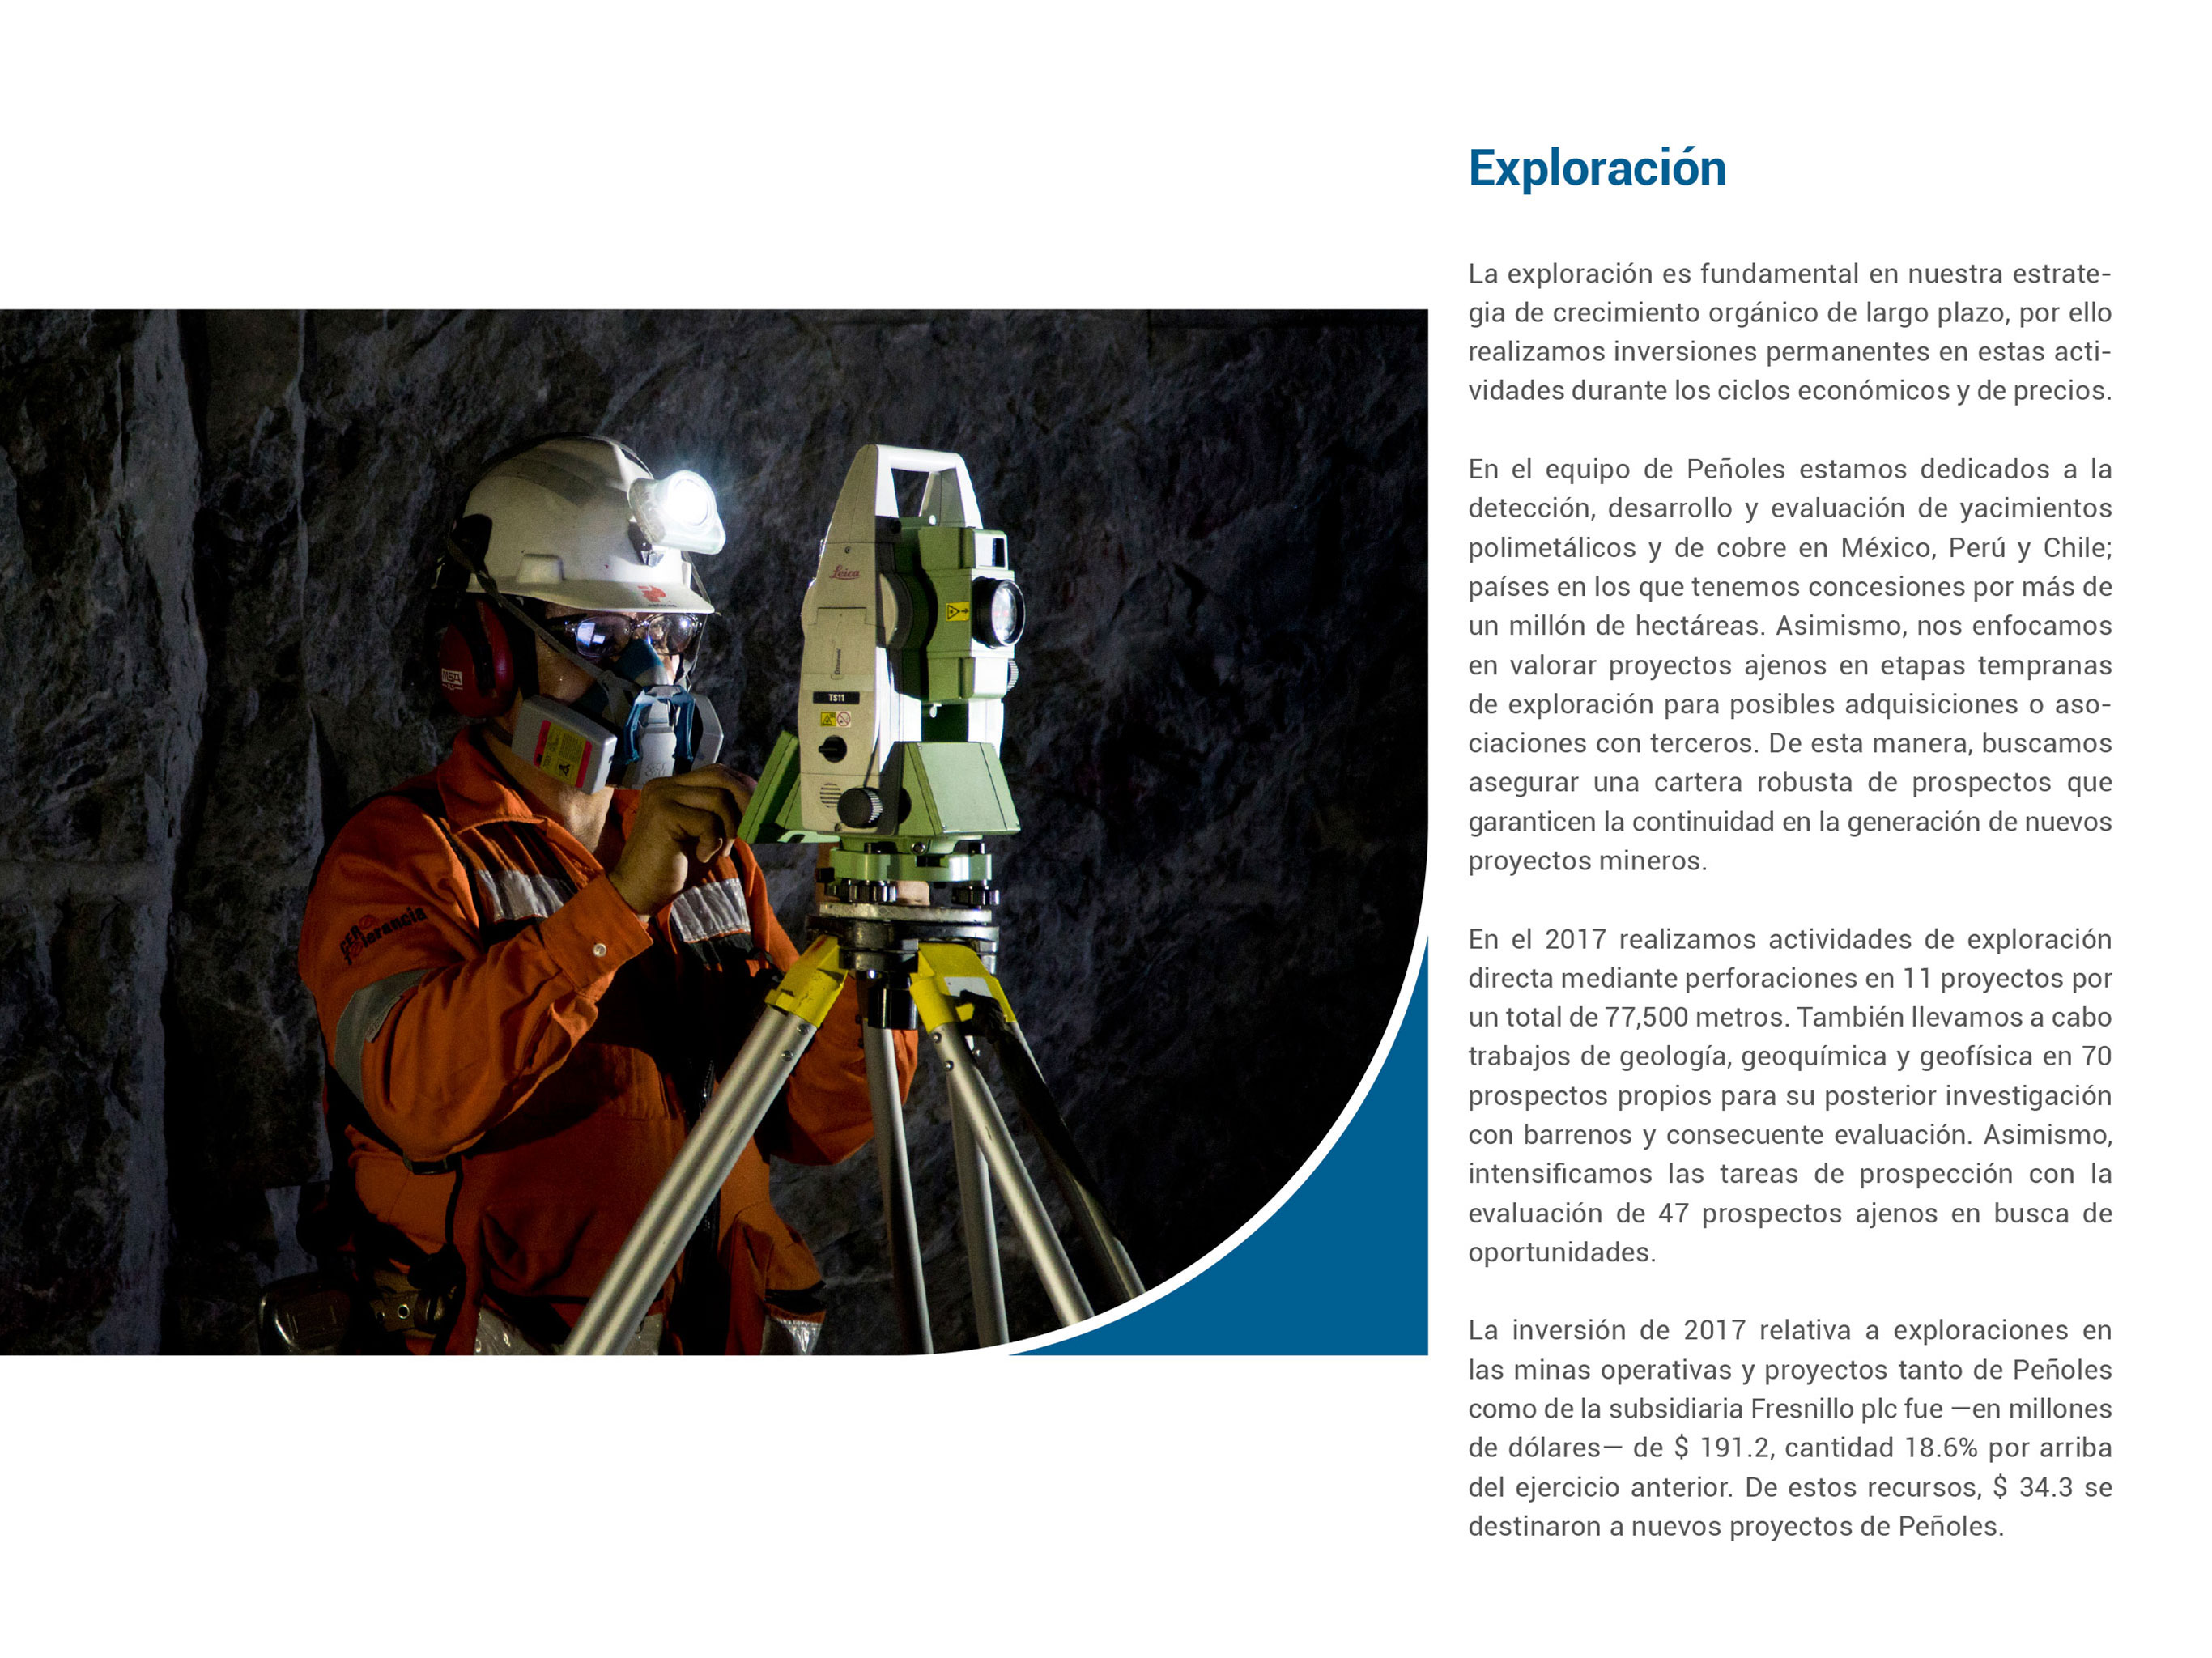 Exploración
La exploración es fundamental en nuestra estrate-
gia de crecimiento orgánico de largo plazo, por ello
realizamos inversiones permanentes en estas acti-
vidades durante los ciclos económicos y de precios.
En el equipo de Peñoles estamos dedicados a la
detección, desarrollo y evaluación de yacimientos
polimetálicos y de cobre en México, Perú y Chile;
países en los que tenemos concesiones por más de
un millón de hectáreas. Asimismo, nos enfocamos
en valorar proyectos ajenos en etapas tempranas
de exploración para posibles adquisiciones o aso-
ciaciones con terceros. De esta manera, buscamos
asegurar una cartera robusta de prospectos que
garanticen la continuidad en la generación de nuevos
proyectos mineros.
En el 2017 realizamos actividades de exploración
directa mediante perforaciones en 11 proyectos por
un total de 77,500 metros. También llevamos a cabo
trabajos de geología, geoquímica y geofísica en 70
prospectos propios para su posterior investigación
con barrenos y consecuente evaluación. Asimismo,
intensificamos las tareas de prospección con la
evaluación de 47 prospectos ajenos en busca de
oportunidades.
La inversión de 2017 relativa a exploraciones en
las minas operativas y proyectos tanto de Peñoles
como de la subsidiaria Fresnillo plc fue —en millones
de dólares— de $ 191.2, cantidad 18.6% por arriba
del ejercicio anterior. De estos recursos, $ 34.3 se
destinaron a nuevos proyectos de Peñoles.
Leica
TS11
MSA